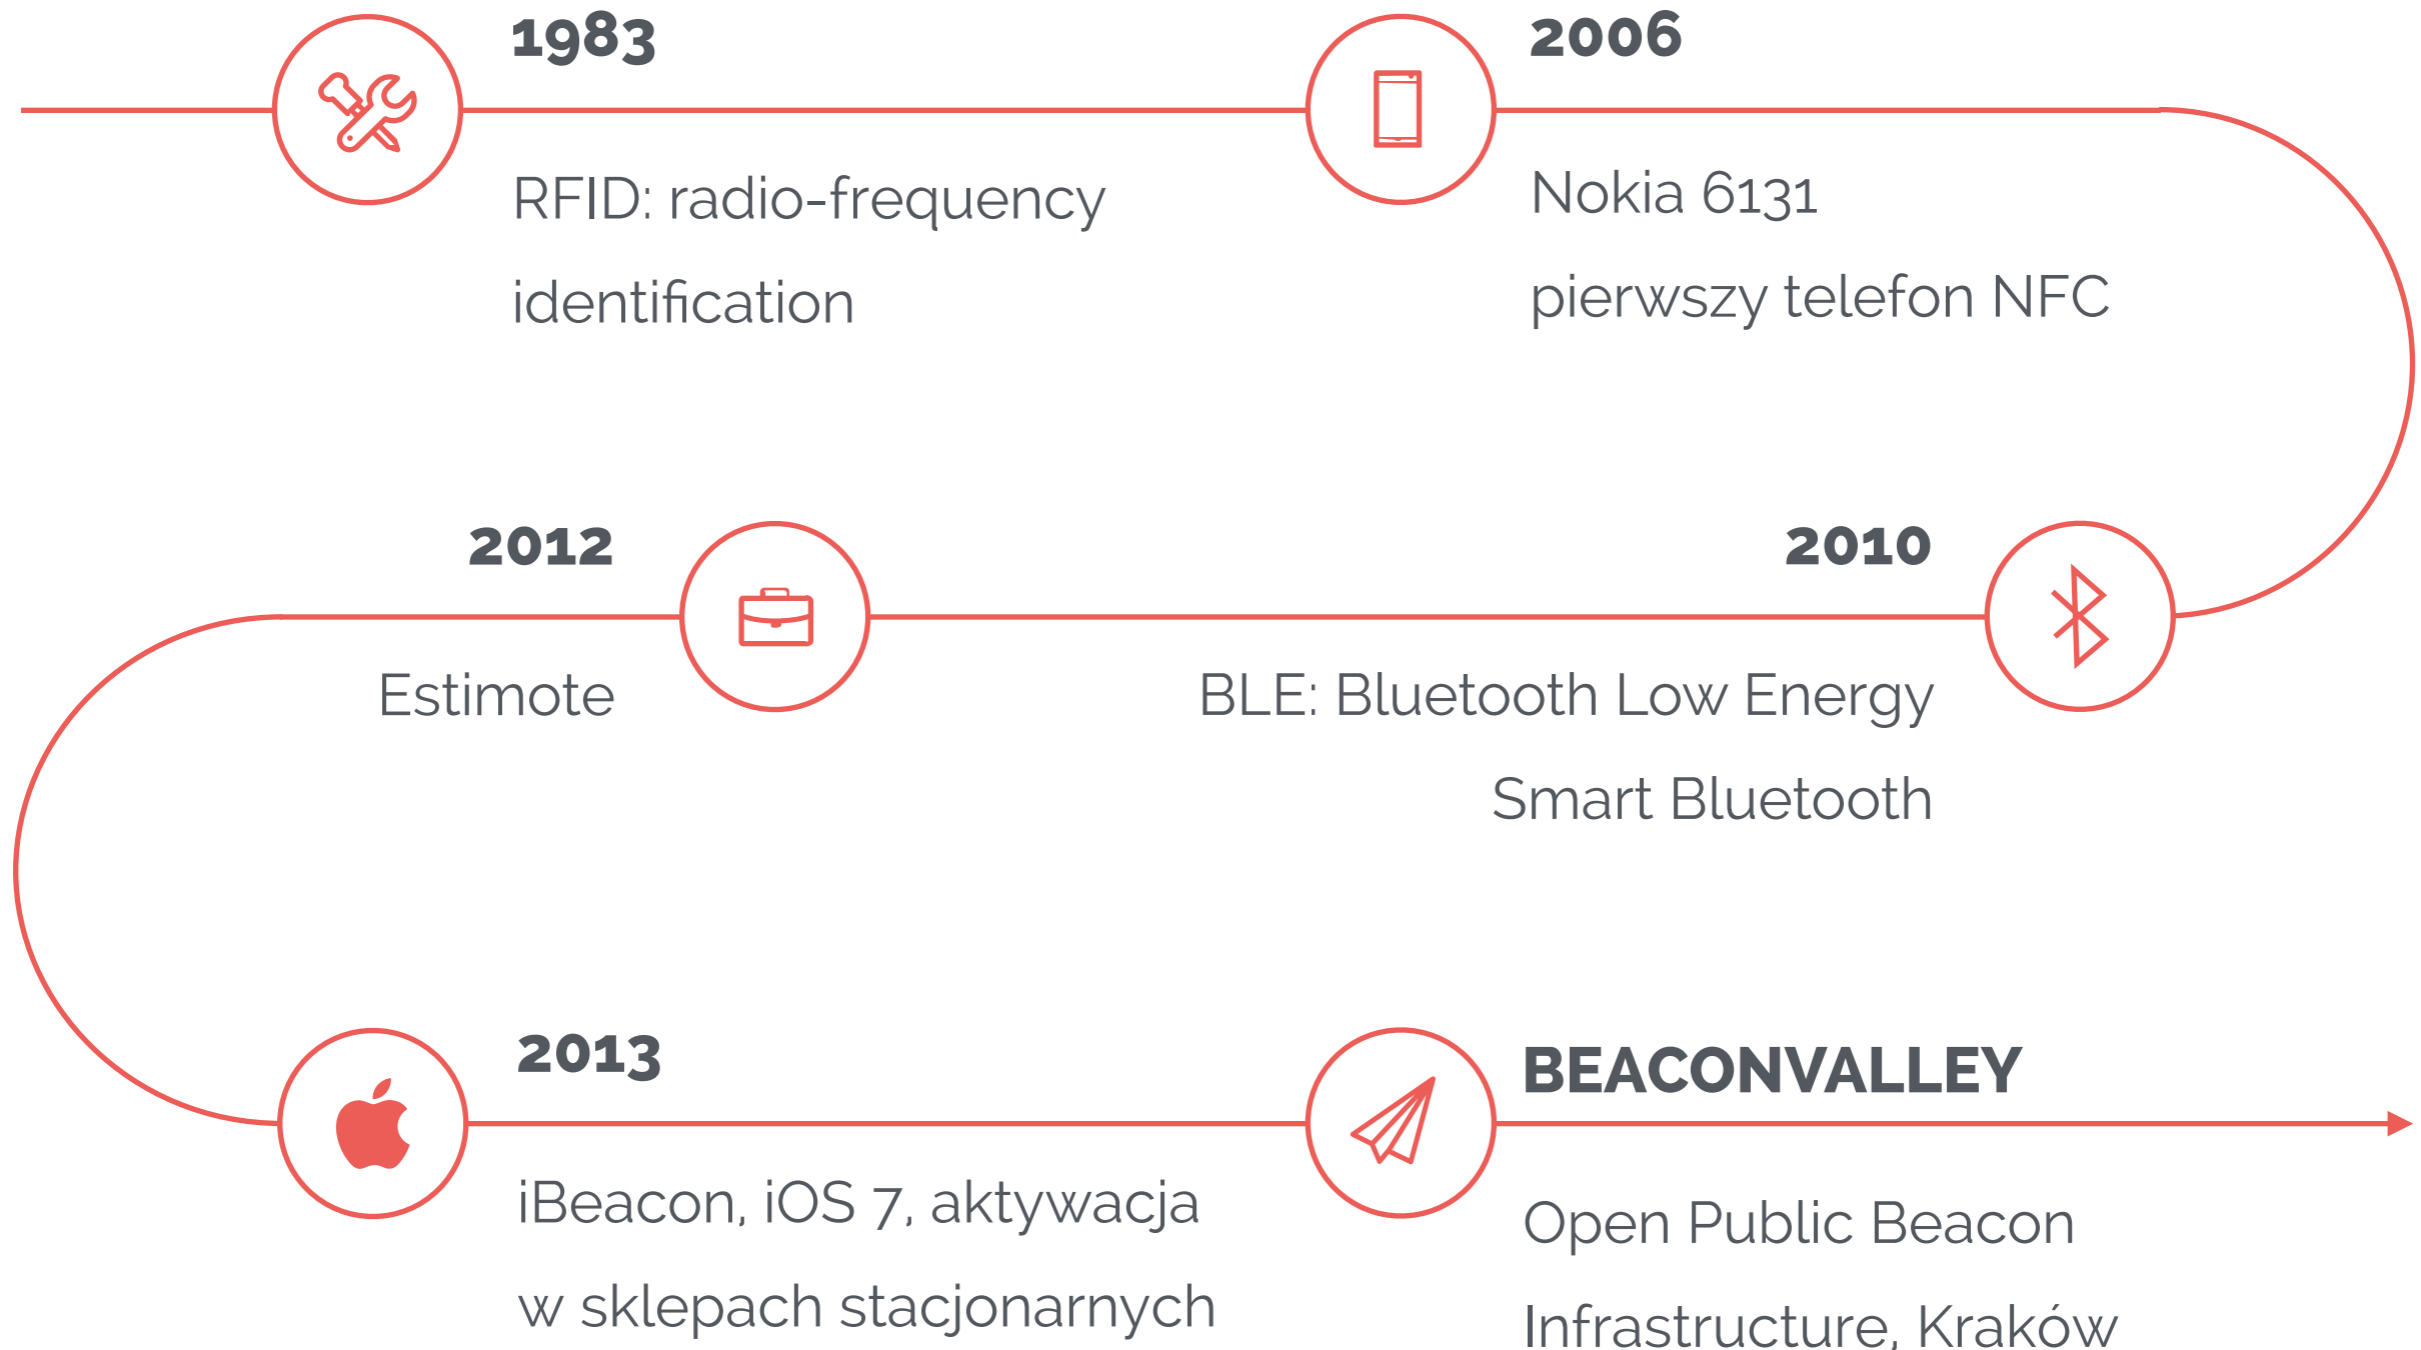 1983
RFID: radio-frequency
identification
2006
Nokia 6131
pierwszy telefon NFC
2010
BLE: Bluetooth Low Energy
Smart Bluetooth
2012
Estimote
2013
iBeacon, iOS 7, aktywacja
w sklepach stacjonarnych
BEACONVALLEY
Open Public Beacon
Infrastructure, Kraków